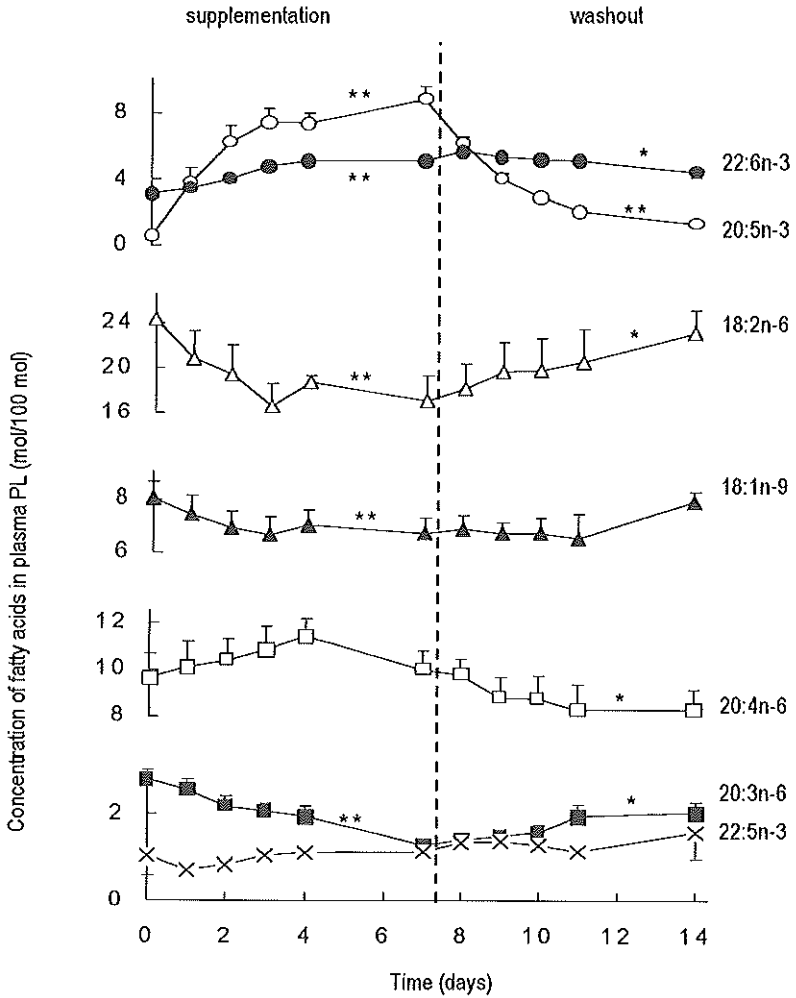 supplementation washout
8
**
*
22:6n-3
4
**
**
20:5n-3
0
24
18:2n-6
*
20
**
16
18:1n-9
8
**
6
12
10
8
*
20:4n-6
20:3n-6
*
2
**
22:5n-3
0
0 2 4 6 8 10 12 14
Time (days)
Concentration of fatty acids in plasma PL (mol/100 mol)